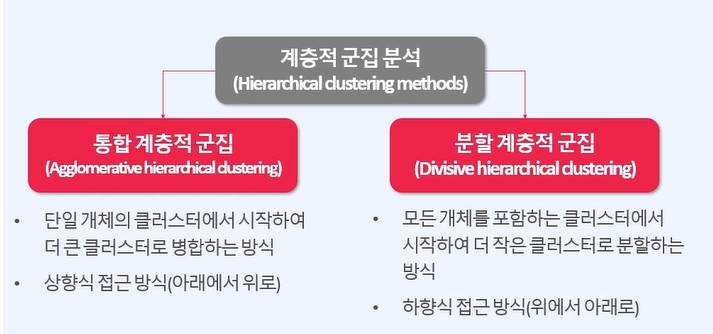 계층적 군집 분석
(Hierarchical clustering methods)
통합 계층적 군집
(Agglomerative hierarchical clustering)
• 단일 개체의 클러스터에서 시작하여
더 큰 클러스터로 병합하는 방식
• 상향식 접근 방식(아래에서 위로)
분할 계층적 군집
(Divisive hierarchical clustering)
• 모든 개체를 포함하는 클러스터에서
시작하여 더 작은 클러스터로 분할하는
방식
• 하향식 접근 방식(위에서 아래로)